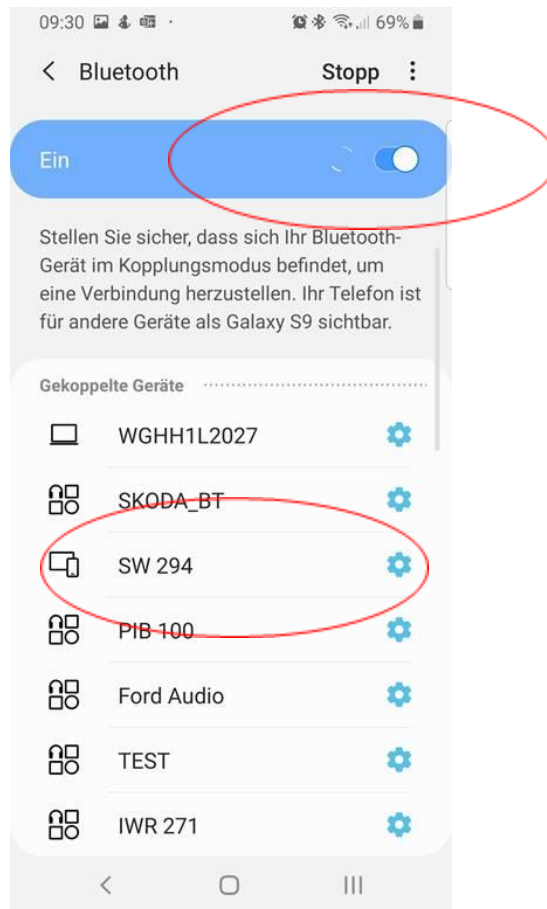 09:30 69%
Bluetooth Stopp
Ein
Stellen Sie sicher, dass sich Ihr Bluetooth-
Gerät im Kopplungsmodus befindet, um
eine Verbindung herzustellen. Ihr Telefon ist
für andere Geräte als Galaxy S9 sichtbar.
Gekoppelte Geräte
WGHH1L2027
SKODA_BT
SW 294
PIB 100
Ford Audio
TEST
IWR 271